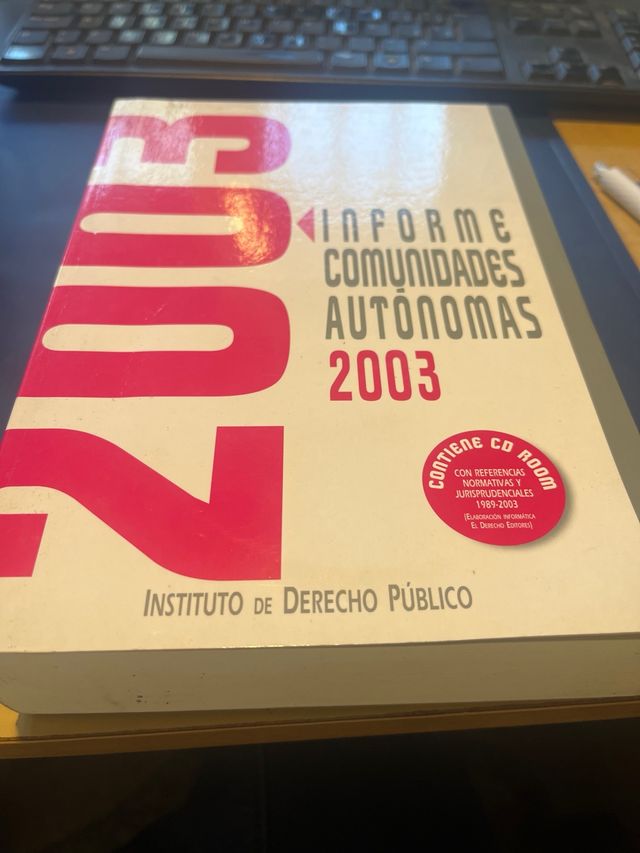 2003
INFORME
COMUNIDADES
AUTÓNOMAS
2003
CONTIENE CD ROOM
CON REFERENCIAS
NORMATIVAS Y
JURISPRUDENCIALES
1989-2003
(ELABORACIÓN INFORMÁTICA
EL DERECHO EDITORES)
INSTITUTO DE DERECHO PÚBLICO